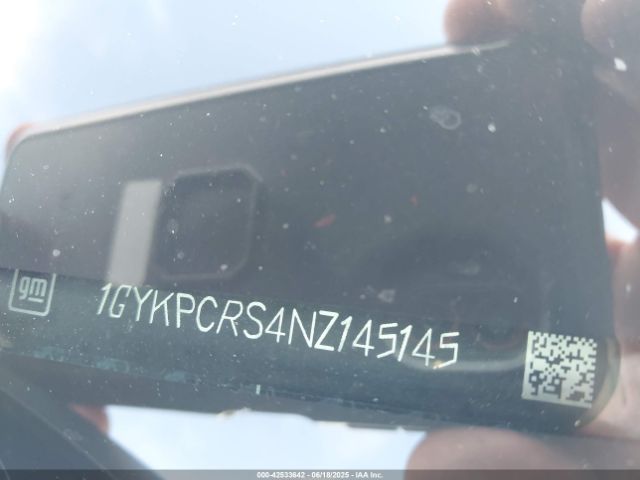 gm
1GYKPCRS4NZ145145
000-42533642 - 06/18/2025 - IAA Inc.